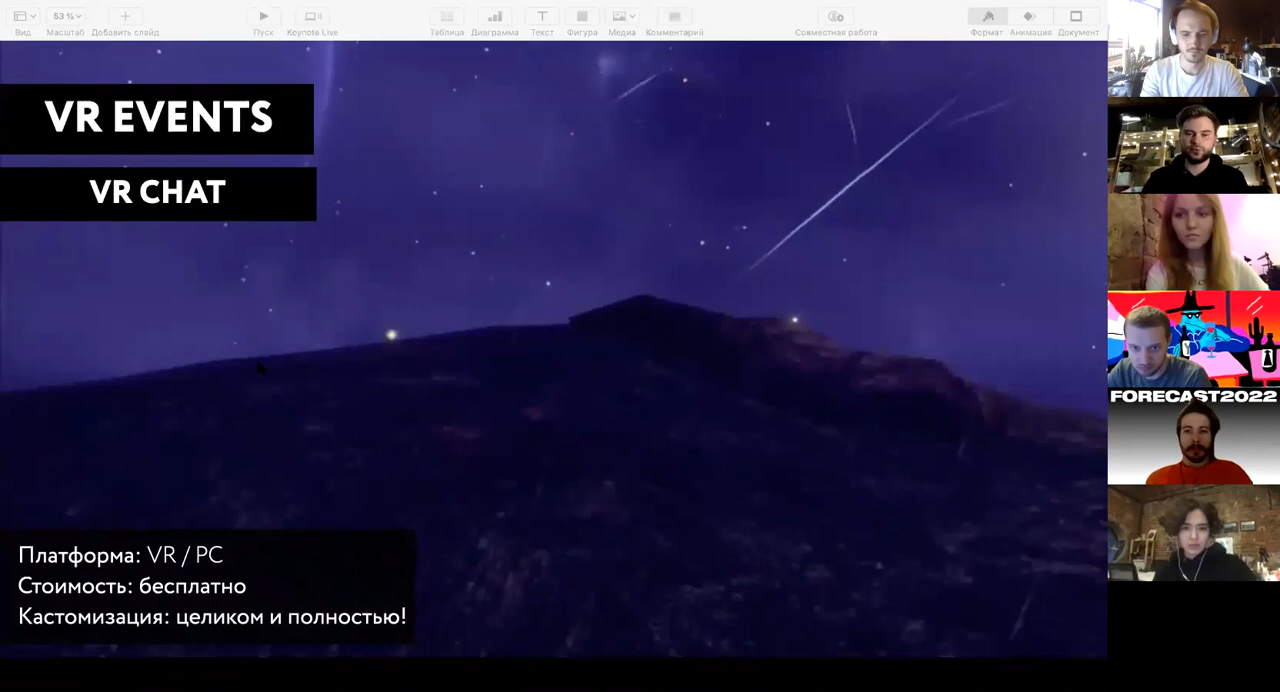 53 %
Вид
Масштаб
Добавить слайд
Пуск
Keynote Live
Таблица
Диаграмма
Текст
Фигура
Медиа
Комментарий
Совместная работа
Формат
Анимация
Документ
VR EVENTS
VR CHAT
Платформа: VR / PC
Стоимость: бесплатно
Кастомизация: целиком и полностью!
FORECAST2022